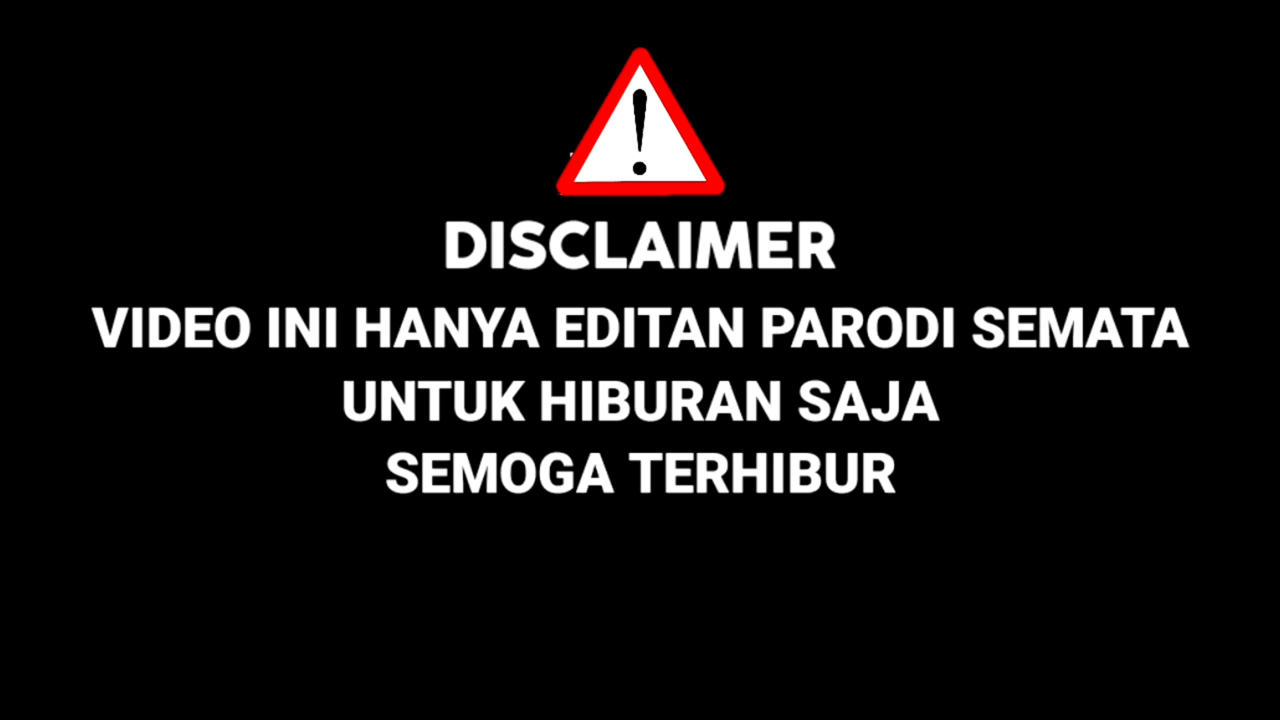 DISCLAIMER
VIDEO INI HANYA EDITAN PARODI SEMATA
UNTUK HIBURAN SAJA
SEMOGA TERHIBUR